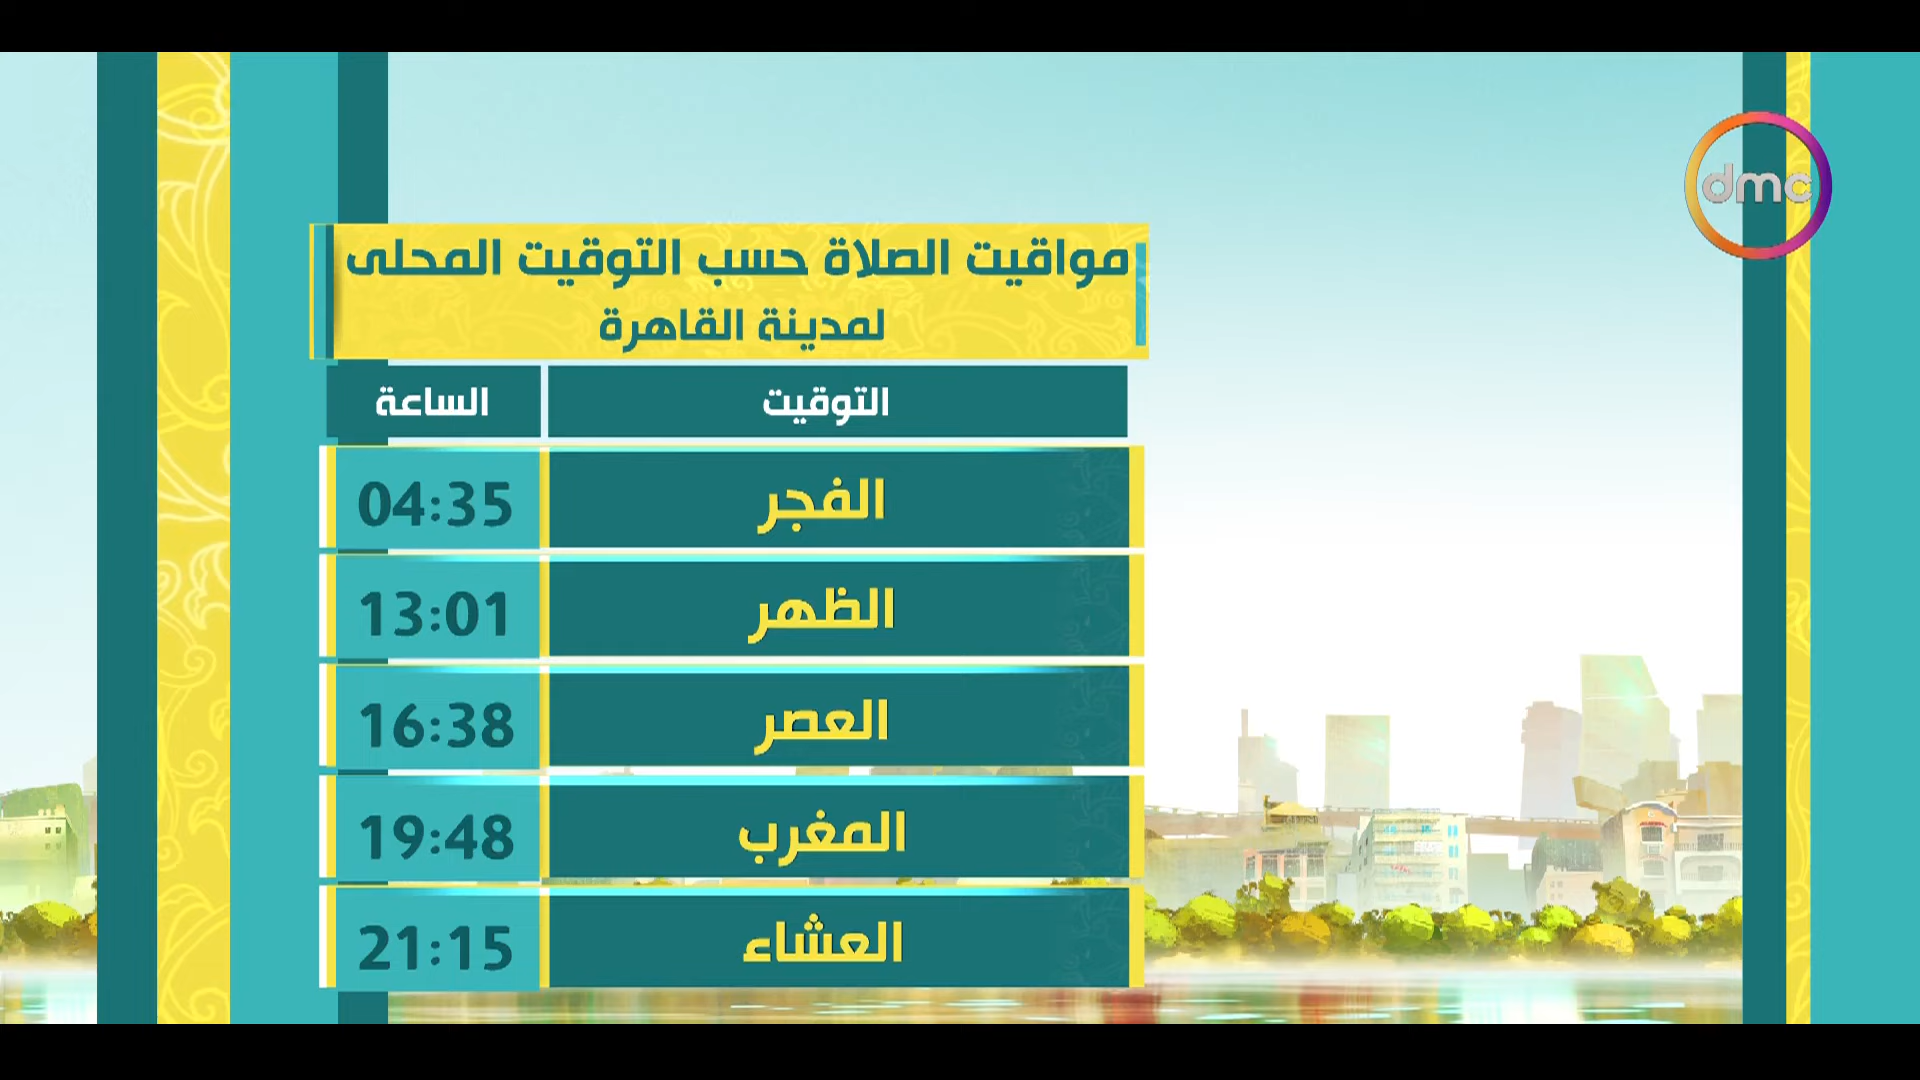 dmc
مواقيت الصلاة حسب التوقيت المحلى
لمدينة القاهرة
التوقيت الساعة
الفجر 04:35
الظهر 13:01
العصر 16:38
المغرب 19:48
العشاء 21:15